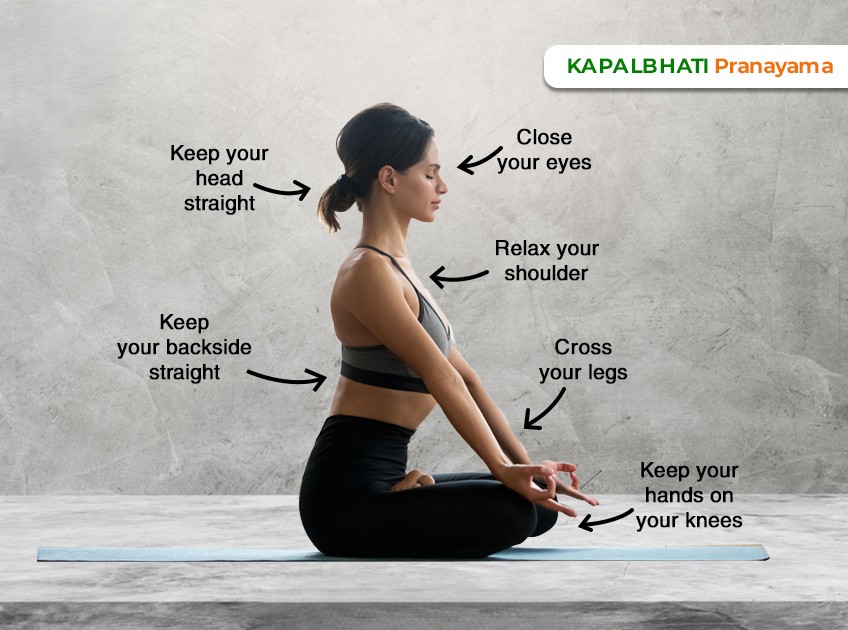 KAPALBHATI Pranayama
Keep your
head
straight
Close
your eyes
Relax your
shoulder
Keep
your backside
straight
Cross
your legs
Keep your
hands on
your knees